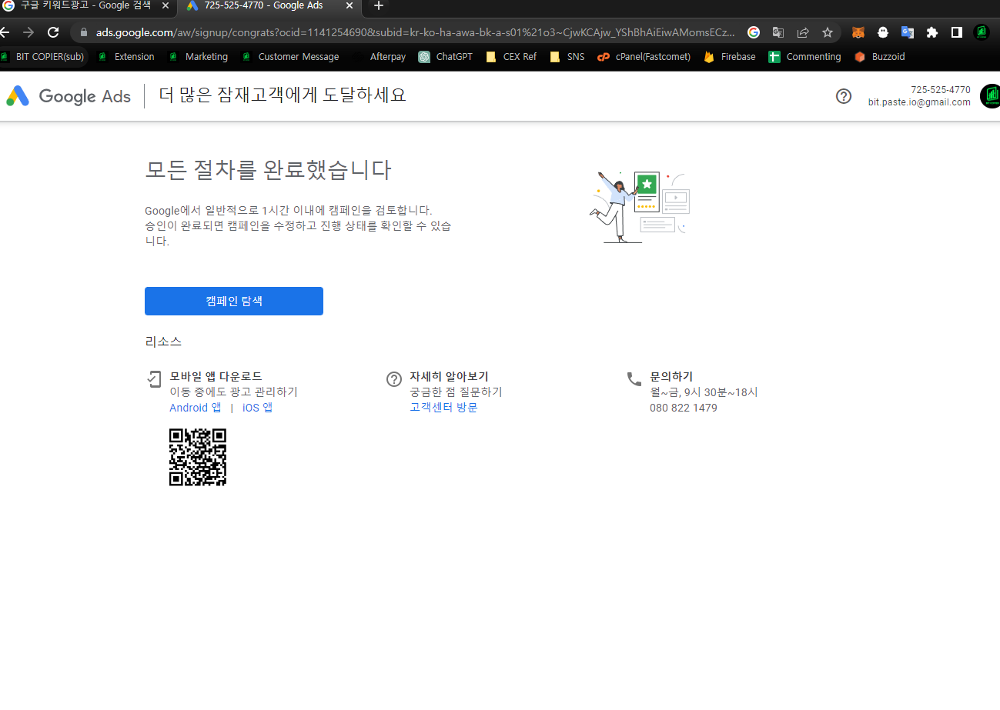 구글 키워드광고 - Google 검색
725-525-4770 - Google Ads
ads.google.com/aw/signup/congrats?ocid=1141254690&subid=kr-ko-ha-awa-bk-a-s01%21o3~CjwKCAjw_YShBhAiEiwAMomsECz...
BIT COPIER(sub) Extension Marketing Customer Message Afterpay ChatGPT CEX Ref SNS cPanel(Fastcomet) Firebase Commenting Buzzoid
Google Ads
더 많은 잠재고객에게 도달하세요
725-525-4770
bit.paste.io@gmail.com
모든 절차를 완료했습니다
Google에서 일반적으로 1시간 이내에 캠페인을 검토합니다.
승인이 완료되면 캠페인을 수정하고 진행 상태를 확인할 수 있습
니다.
캠페인 탐색
리소스
모바일 앱 다운로드
이동 중에도 광고 관리하기
Android 앱 | iOS 앱
자세히 알아보기
궁금한 점 질문하기
고객센터 방문
문의하기
월~금, 9시 30분~18시
080 822 1479